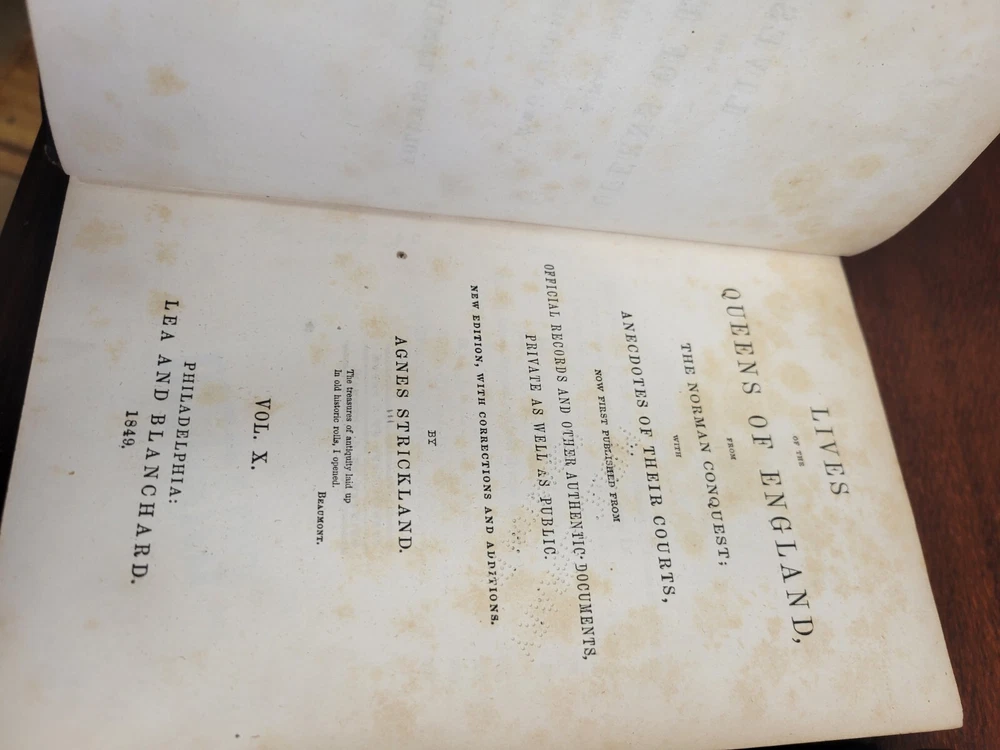 LIVES
OF THE
QUEENS OF ENGLAND,
FROM
THE NORMAN CONQUEST;
WITH
ANECDOTES OF THEIR COURTS,
NOW FIRST PUBLISHED FROM
OFFICIAL RECORDS AND OTHER AUTHENTIC DOCUMENTS,
PRIVATE AS WELL AS PUBLIC.
NEW EDITION, WITH CORRECTIONS AND ADDITIONS.
BY
AGNES STRICKLAND.
The treasures of antiquity laid up
In old historic rolls, I opened.
BEAUMONT.
VOL. X.
PHILADELPHIA:
LEA AND BLANCHARD.
1849.